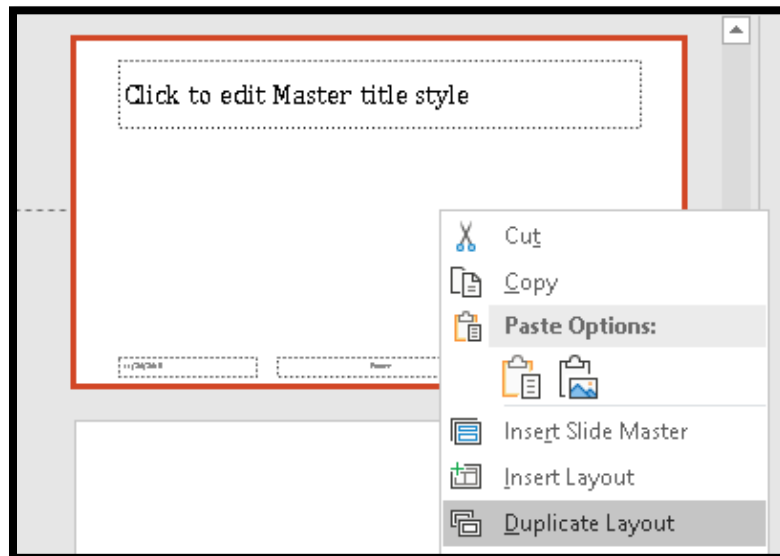 Click to edit Master title style
Cut
Copy
Paste Options:
Insert Slide Master
Insert Layout
Duplicate Layout